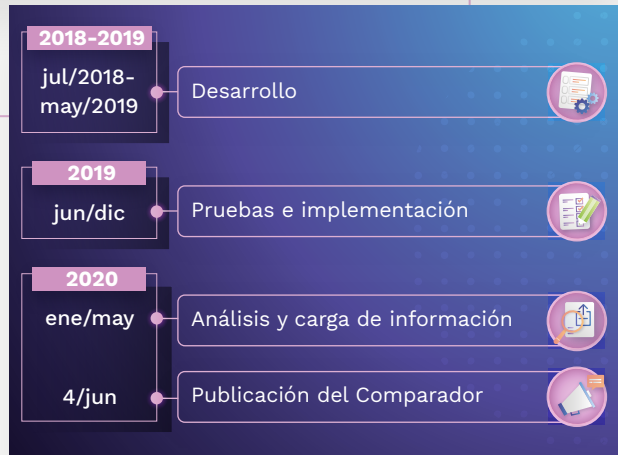 2018-2019
jul/2018-
may/2019
Desarrollo
2019
jun/dic
Pruebas e implementación
2020
ene/may
Análisis y carga de información
4/jun
Publicación del Comparador